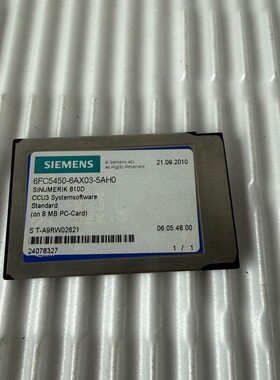 SIEMENS
© Siemens AG
All Rights Reserved
21.09.2010
6FC5450-6AX03-5AH0
SINUMERIK 810D
CCU3 Systemsoftware
Standard
(on 8 MB PC-Card)
S T-A9RW02621
06.05.48.00
24078327
1 / 1